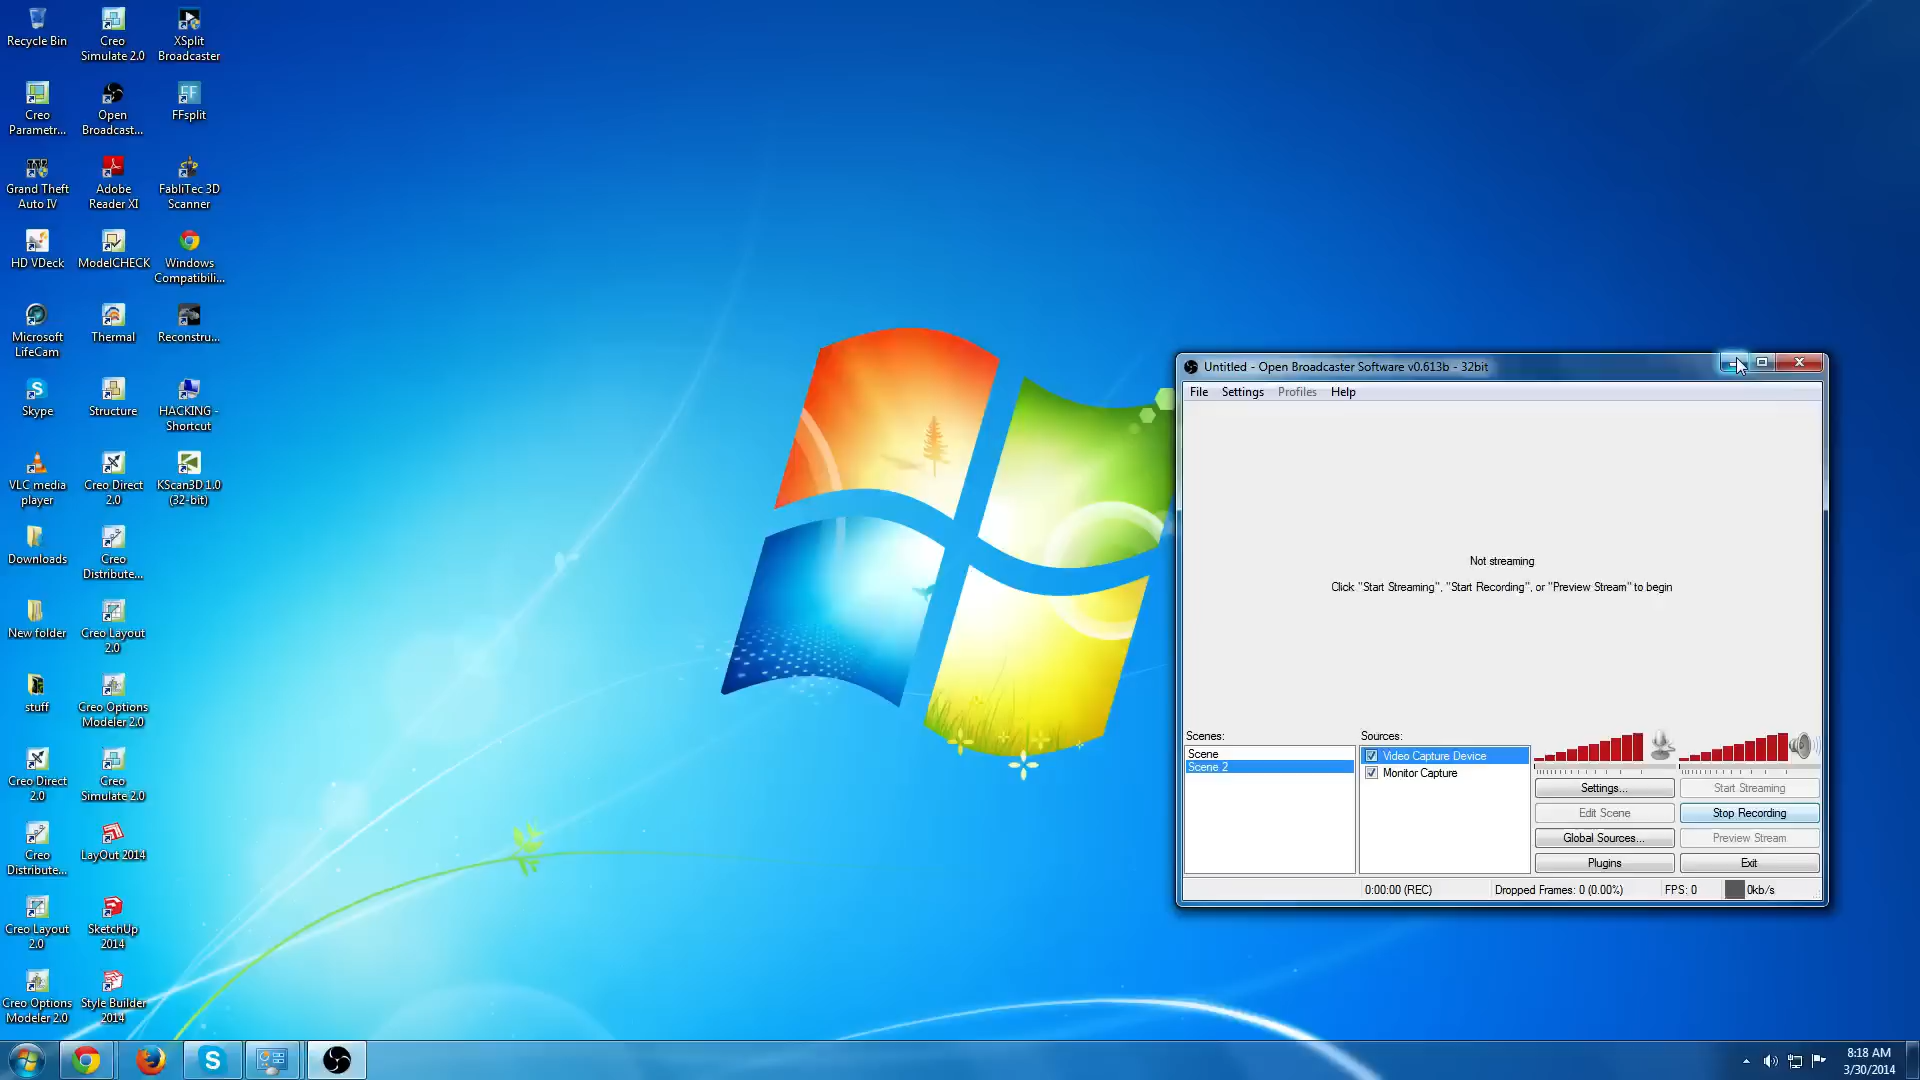 Recycle Bin
Creo
Simulate 2.0
XSplit
Broadcaster
Creo
Parametr...
Open
Broadcast...
FFsplit
Grand Theft
Auto IV
Adobe
Reader XI
FabliTec 3D
Scanner
HD VDeck
ModelCHECK
Windows
Compatibili...
Microsoft
LifeCam
Thermal
Reconstru...
Skype
Structure
HACKING -
Shortcut
VLC media
player
Creo Direct
2.0
KScan3D 1.0
(32-bit)
Downloads
Creo
Distribute...
New folder
Creo Layout
2.0
stuff
Creo Options
Modeler 2.0
Creo Direct
2.0
Creo
Simulate 2.0
Creo
Distribute...
LayOut 2014
Creo Layout
2.0
SketchUp
2014
Creo Options
Modeler 2.0
Style Builder
2014
Untitled - Open Broadcaster Software v0.613b - 32bit
File Settings Profiles Help
Not streaming
Click "Start Streaming", "Start Recording", or "Preview Stream" to begin
Scenes:
Scene
Scene 2
Sources:
Video Capture Device
Monitor Capture
Settings...
Start Streaming
Edit Scene
Stop Recording
Global Sources...
Preview Stream
Plugins
Exit
0:00:00 (REC)
Dropped Frames: 0 (0.00%)
FPS: 0
0kb/s
8:18 AM
3/30/2014